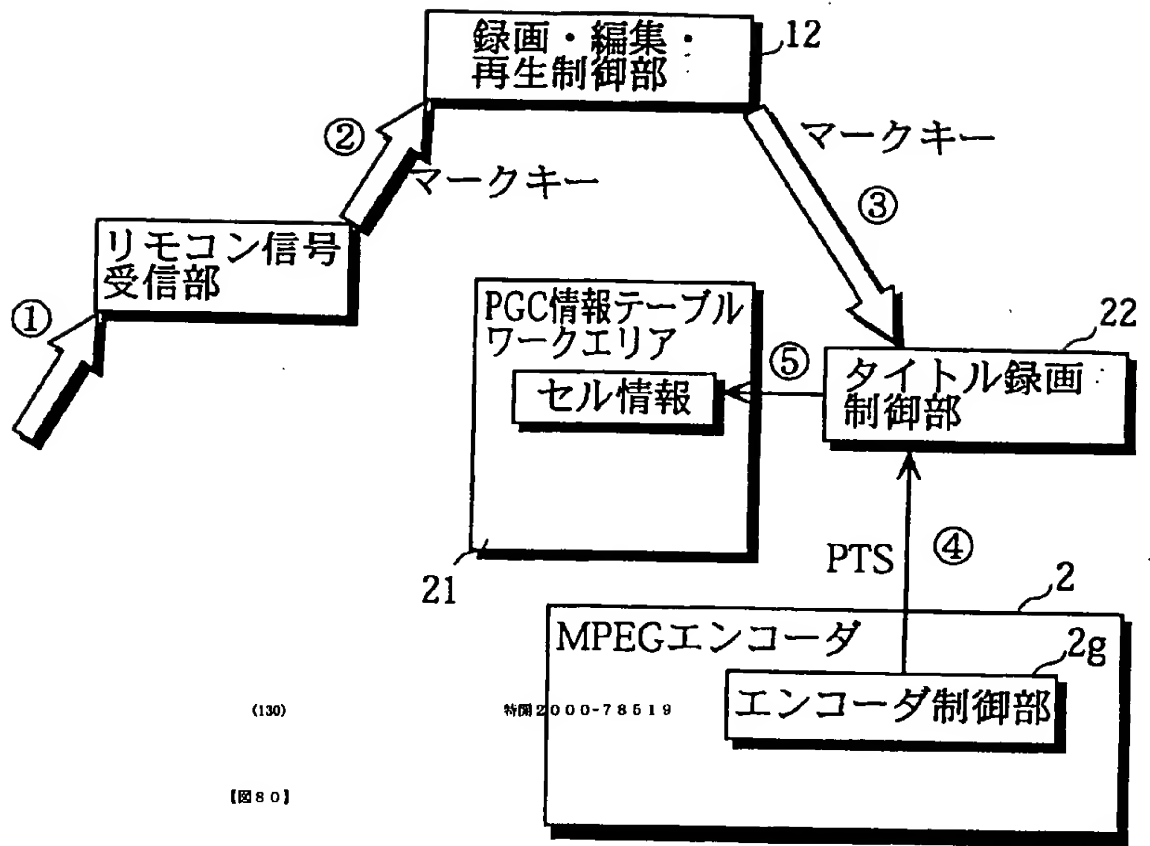 録画・編集・
再生制御部
12
②
マークキー
マークキー
③
リモコン信号
受信部
①
PGC情報テーブル
ワークエリア
セル情報
21
⑤
22
タイトル録画
制御部
PTS
④
2
MPEGエンコーダ
2g
エンコーダ制御部
(130)
特開2000-78519
【図80】